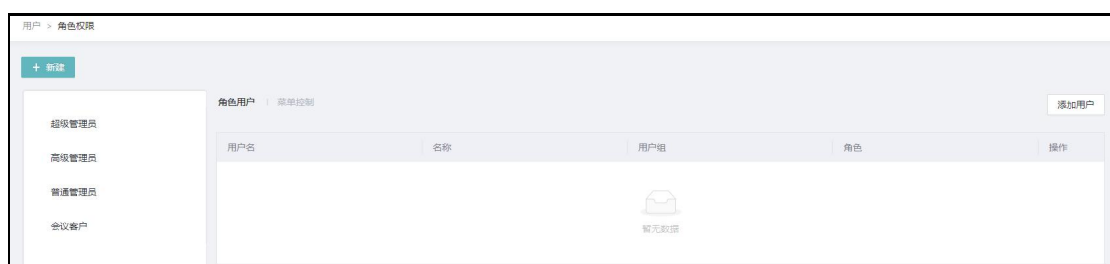 用户 > 角色权限
+ 新建
角色用户 | 菜单控制
添加用户
超级管理员
高级管理员
普通管理员
会议客户
用户名 名称 用户组 角色 操作
暂无数据